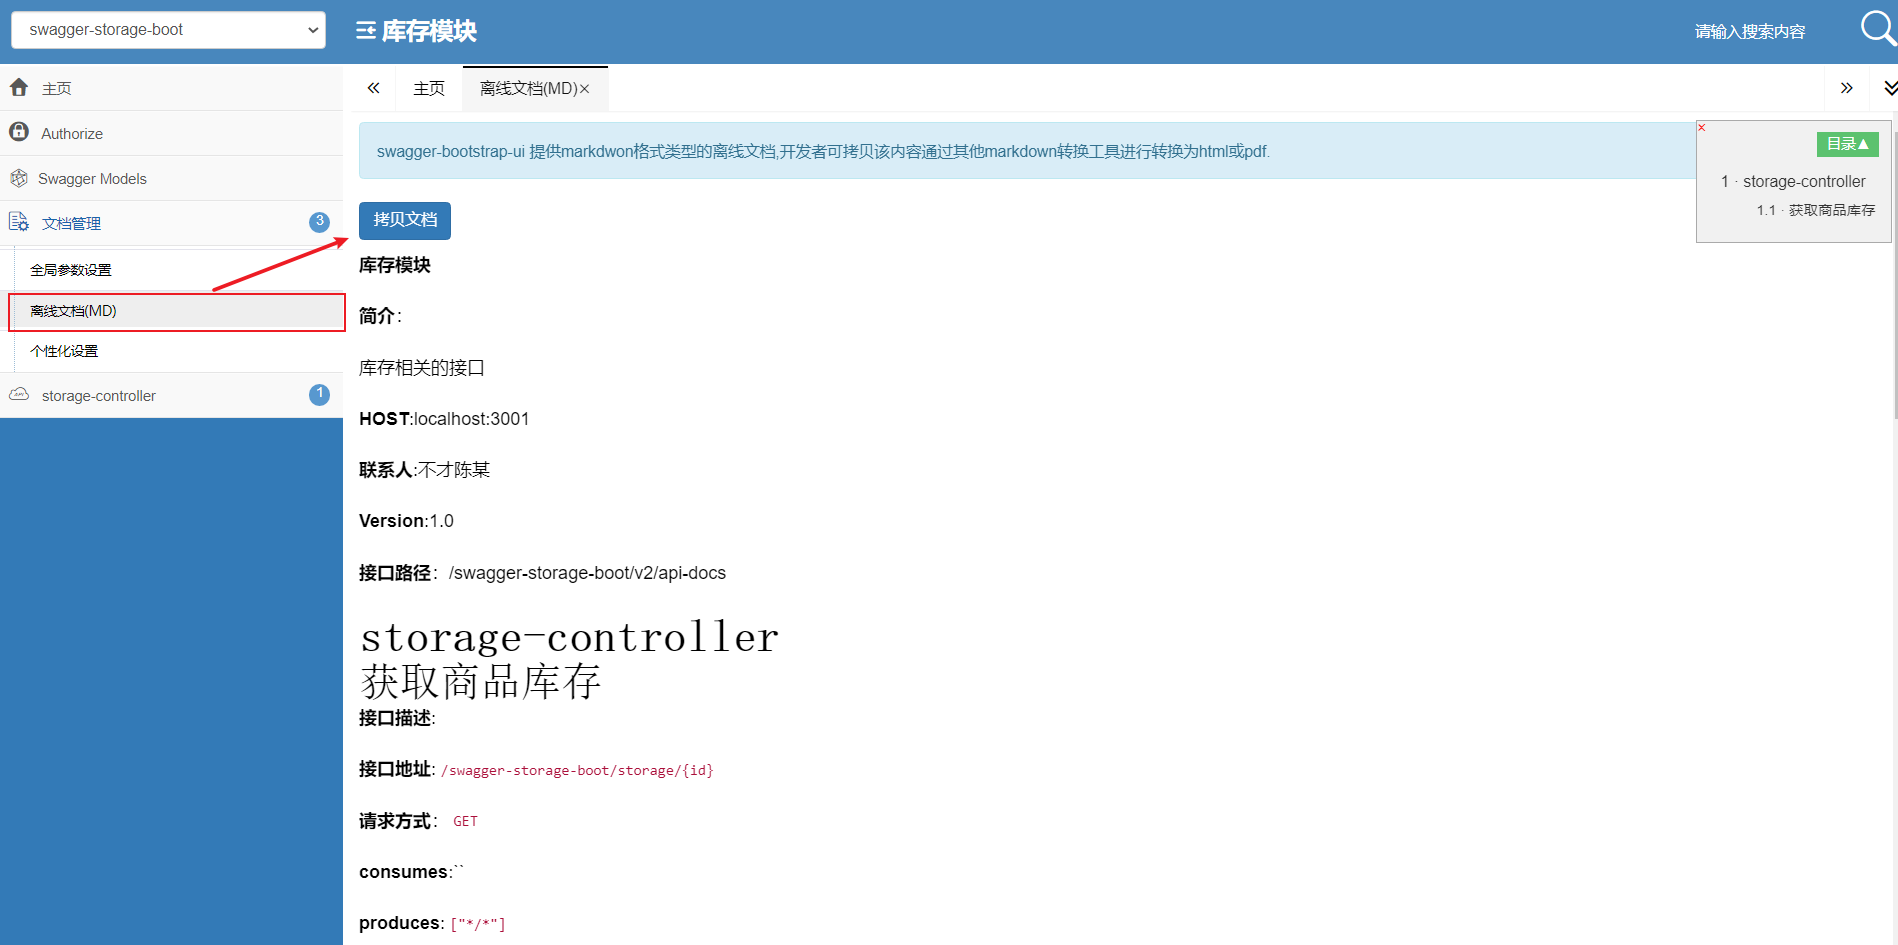 swagger-storage-boot
库存模块
请输入搜索内容
主页
Authorize
Swagger Models
文档管理
3
全局参数设置
离线文档(MD)
个性化设置
storage-controller
1
主页
离线文档(MD)×
swagger-bootstrap-ui 提供markdwon格式类型的离线文档,开发者可拷贝该内容通过其他markdown转换工具进行转换为html或pdf.
目录▲
1 · storage-controller
1.1 · 获取商品库存
拷贝文档
库存模块
简介：
库存相关的接口
HOST:localhost:3001
联系人:不才陈某
Version:1.0
接口路径：/swagger-storage-boot/v2/api-docs
storage-controller
获取商品库存
接口描述:
接口地址: /swagger-storage-boot/storage/{id}
请求方式： GET
consumes:``
produces: ["*/*"]